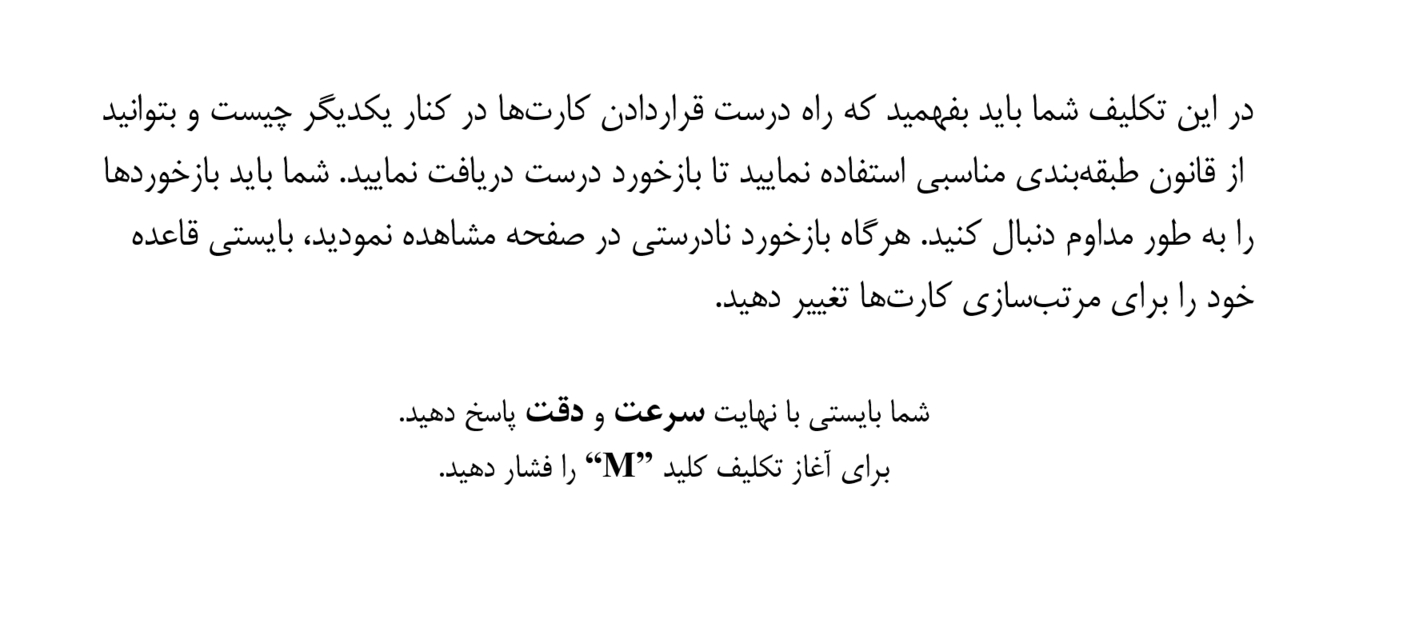 در این تکلیف شما باید بفهمید که راه درست قراردادن کارت‌ها در کنار یکدیگر چیست و بتوانید
از قانون طبقه‌بندی مناسبی استفاده نمایید تا بازخورد درست دریافت نمایید. شما باید بازخوردها
را به طور مداوم دنبال کنید. هرگاه بازخورد نادرستی در صفحه مشاهده نمودید، بایستی قاعده
خود را برای مرتب‌سازی کارت‌ها تغییر دهید.
شما بایستی با نهایت سرعت و دقت پاسخ دهید.
برای آغاز تکلیف کلید ”M“ را فشار دهید.